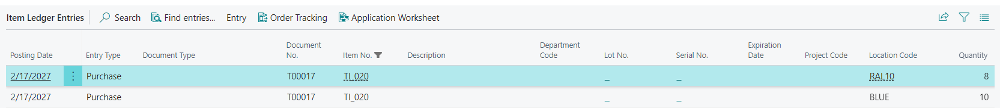 Item Ledger Entries Search Find entries... Entry Order Tracking Application Worksheet
Document Department Expiration
Posting Date Entry Type Document Type No. Item No. Description Code Lot No. Serial No. Date Project Code Location Code Quantity
2/17/2027 Purchase T00017 TI_020 _ _ RAL10 8
2/17/2027 Purchase T00017 TI_020 _ _ BLUE 10